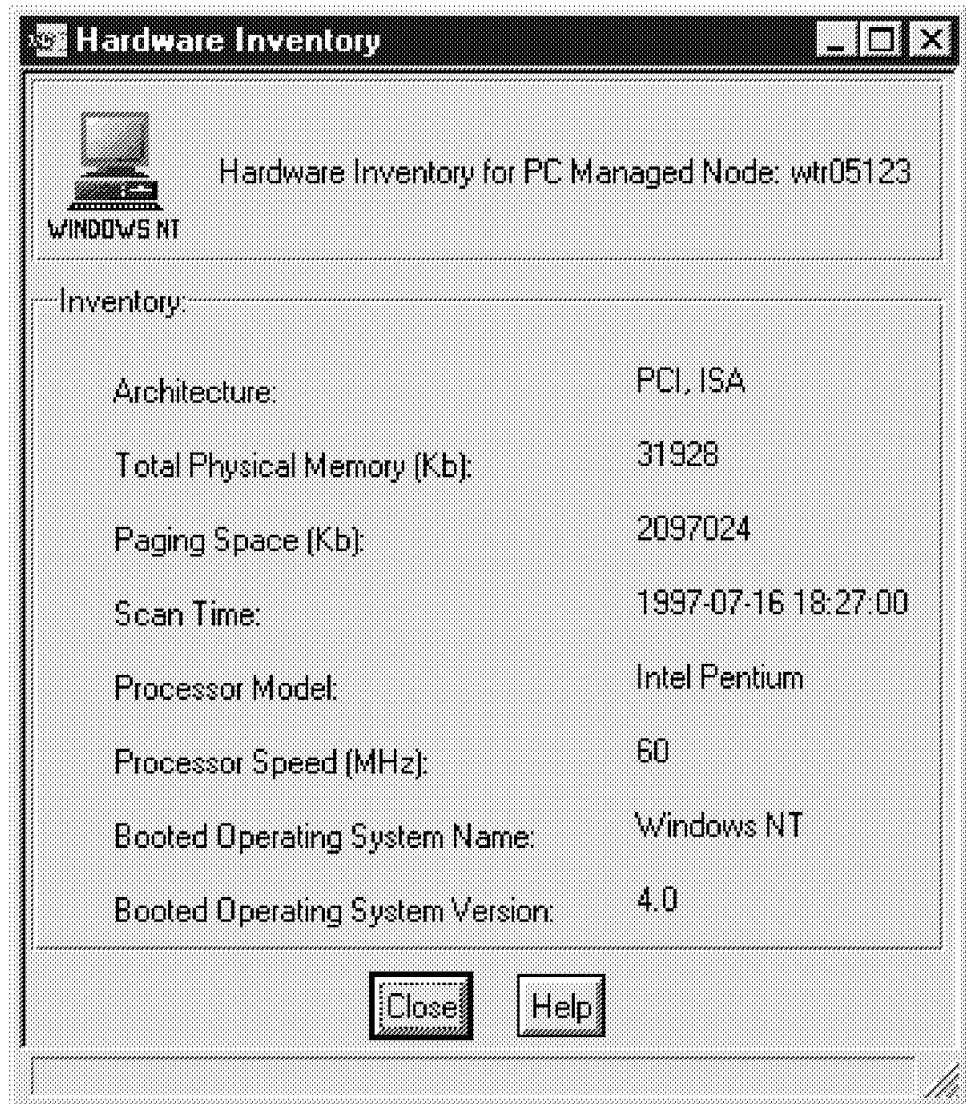 Hardware Inventory
Hardware Inventory for PC Managed Node: wtr05123
WINDOWS NT
Inventory:
Architecture: PCI, ISA
Total Physical Memory (Kb): 31928
Paging Space (Kb): 2097024
Scan Time: 1997-07-16 18:27:00
Processor Model: Intel Pentium
Processor Speed (MHz): 60
Booted Operating System Name: Windows NT
Booted Operating System Version: 4.0
Close Help